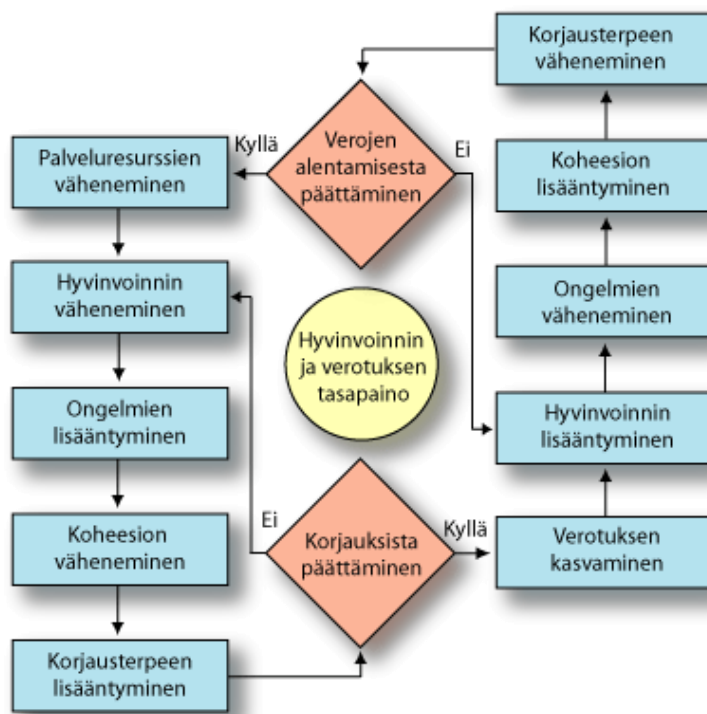 Korjausterpeen
väheneminen
Verojen
alentamisesta
päättäminen
Kyllä
Ei
Palveluresurssien
väheneminen
Koheesion
lisääntyminen
Hyvinvoinnin
väheneminen
Ongelmien
väheneminen
Hyvinvoinnin
ja verotuksen
tasapaino
Ongelmien
lisääntyminen
Hyvinvoinnin
lisääntyminen
Koheesion
väheneminen
Ei
Korjauksista
päättäminen
Kyllä
Verotuksen
kasvaminen
Korjausterpeen
lisääntyminen